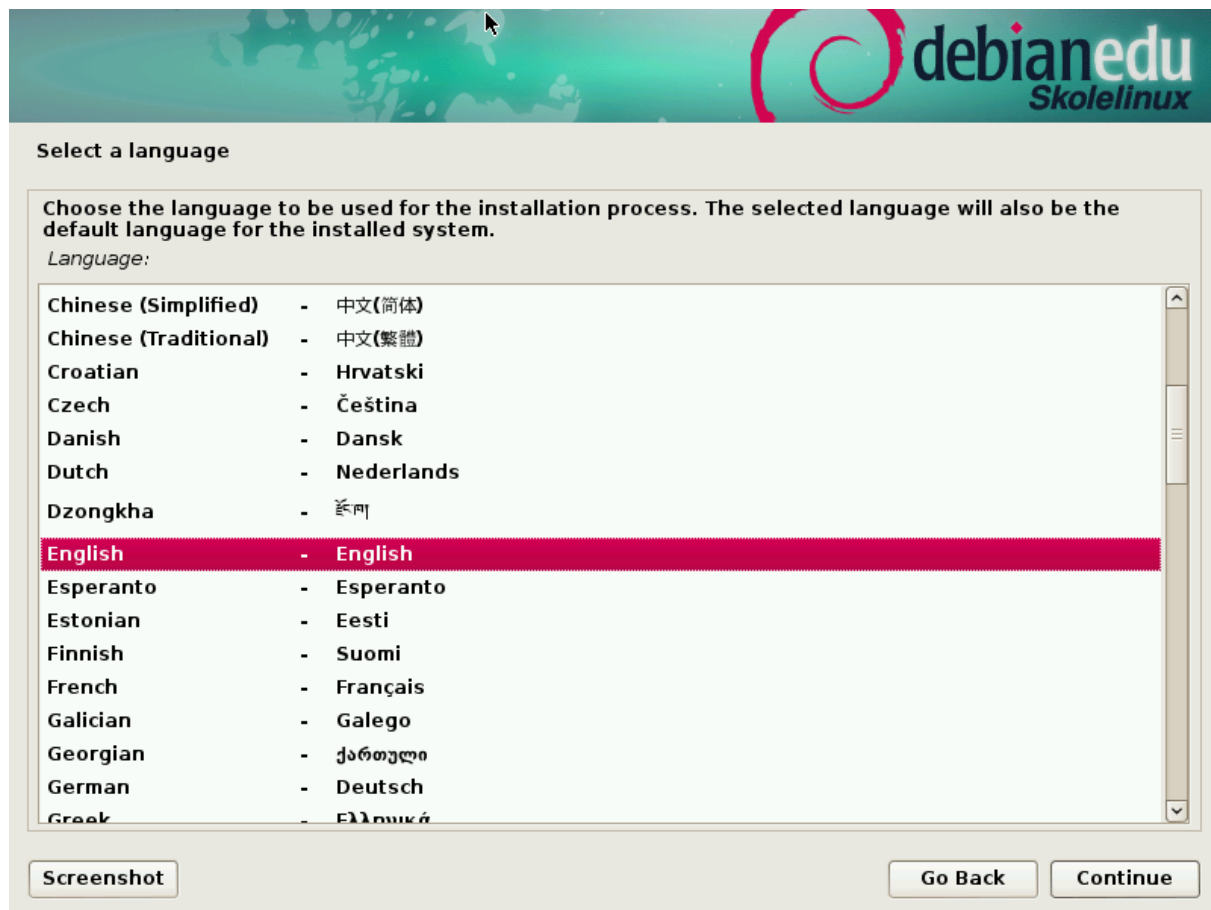 debianedu
Skolelinux
Select a language
Choose the language to be used for the installation process. The selected language will also be the
default language for the installed system.
Language:
Chinese (Simplified) - 中文(简体)
Chinese (Traditional) - 中文(繁體)
Croatian - Hrvatski
Czech - Čeština
Danish - Dansk
Dutch - Nederlands
Dzongkha - རྫོང་ཁ།
English - English
Esperanto - Esperanto
Estonian - Eesti
Finnish - Suomi
French - Français
Galician - Galego
Georgian - ქართული
German - Deutsch
Greek - Ελληνικά
Screenshot
Go Back
Continue